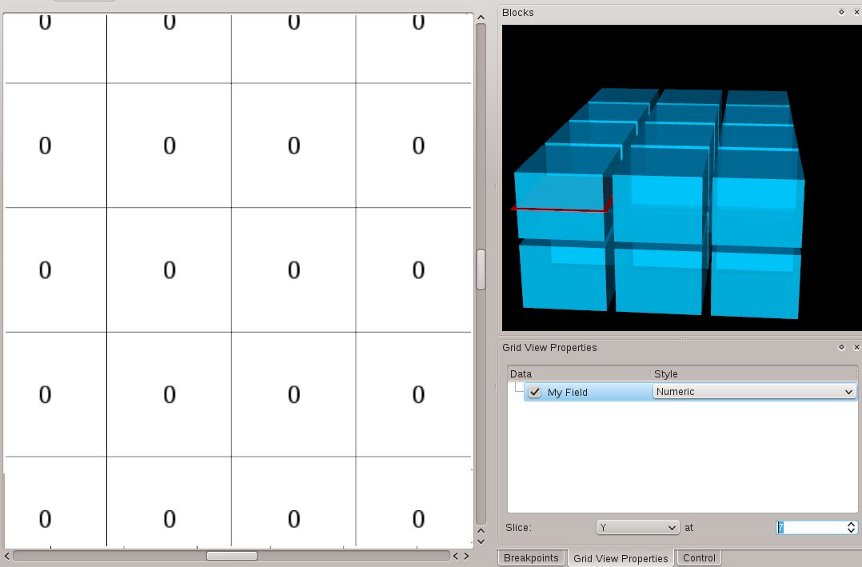 0 0 0 0
0 0 0 0
0 0 0 0
0 0 0 0
0 0 0 0
Blocks
Grid View Properties
Data Style
My Field Numeric
Slice: Y at 7
Breakpoints Grid View Properties Control